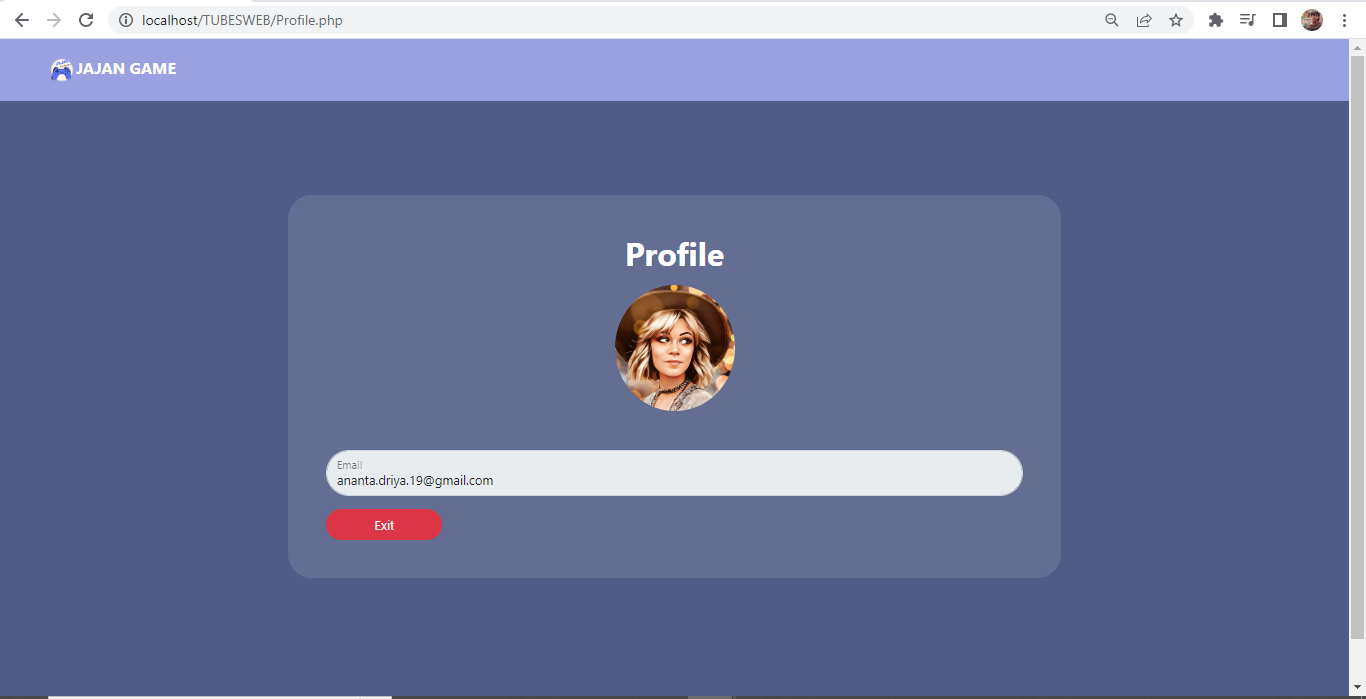 localhost/TUBESWEB/Profile.php
JAJAN GAME
Profile
Email
ananta.driya.19@gmail.com
Exit